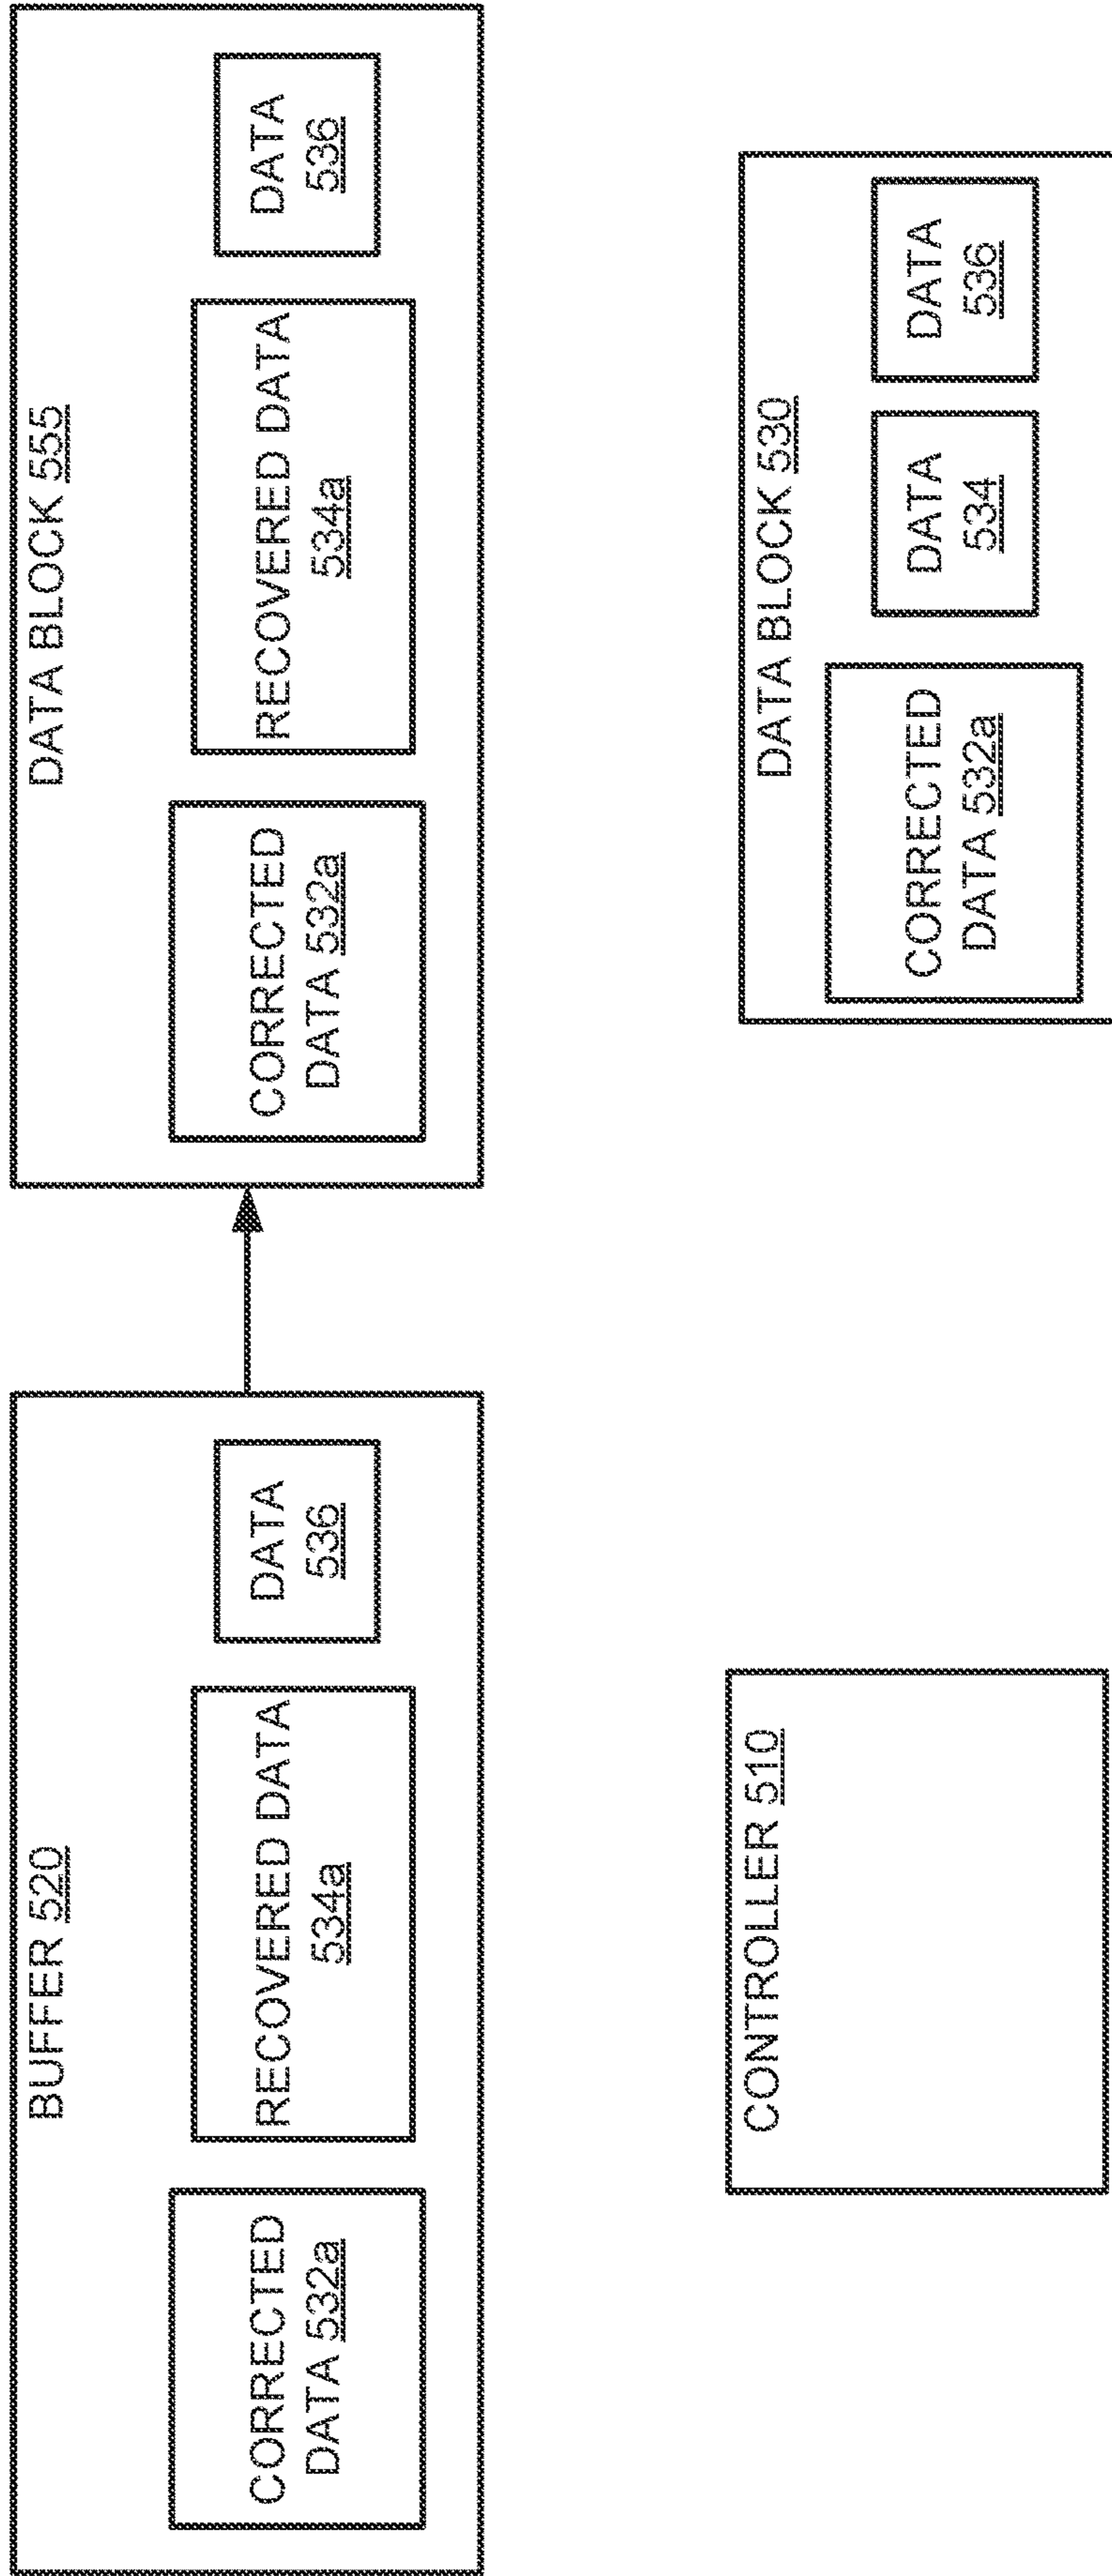 BUFFER 520
CORRECTED
DATA 532a
RECOVERED DATA
534a
DATA
536
DATA BLOCK 555
CORRECTED
DATA 532a
RECOVERED DATA
534a
DATA
536
CONTROLLER 510
DATA BLOCK 530
CORRECTED
DATA 532a
DATA
534
DATA
536